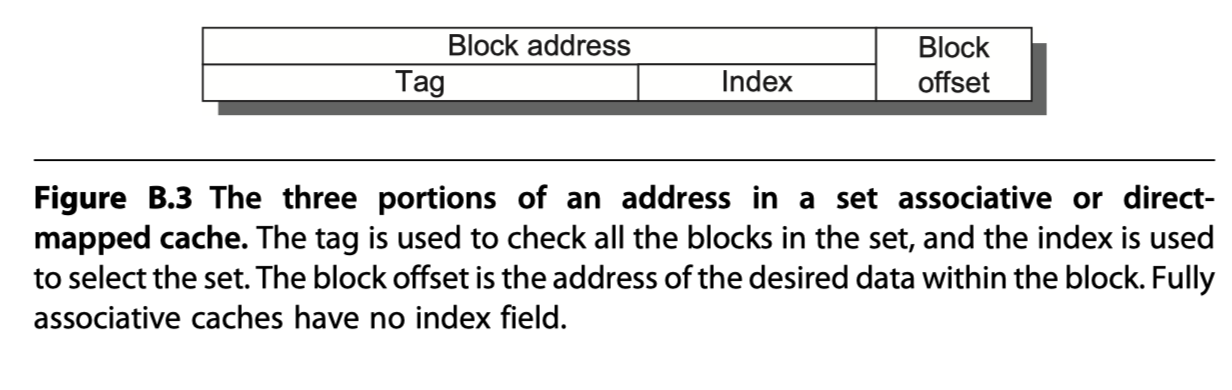 Block address
Block
offset
Tag
Index
Figure B.3 The three portions of an address in a set associative or direct-
mapped cache. The tag is used to check all the blocks in the set, and the index is used
to select the set. The block offset is the address of the desired data within the block. Fully
associative caches have no index field.